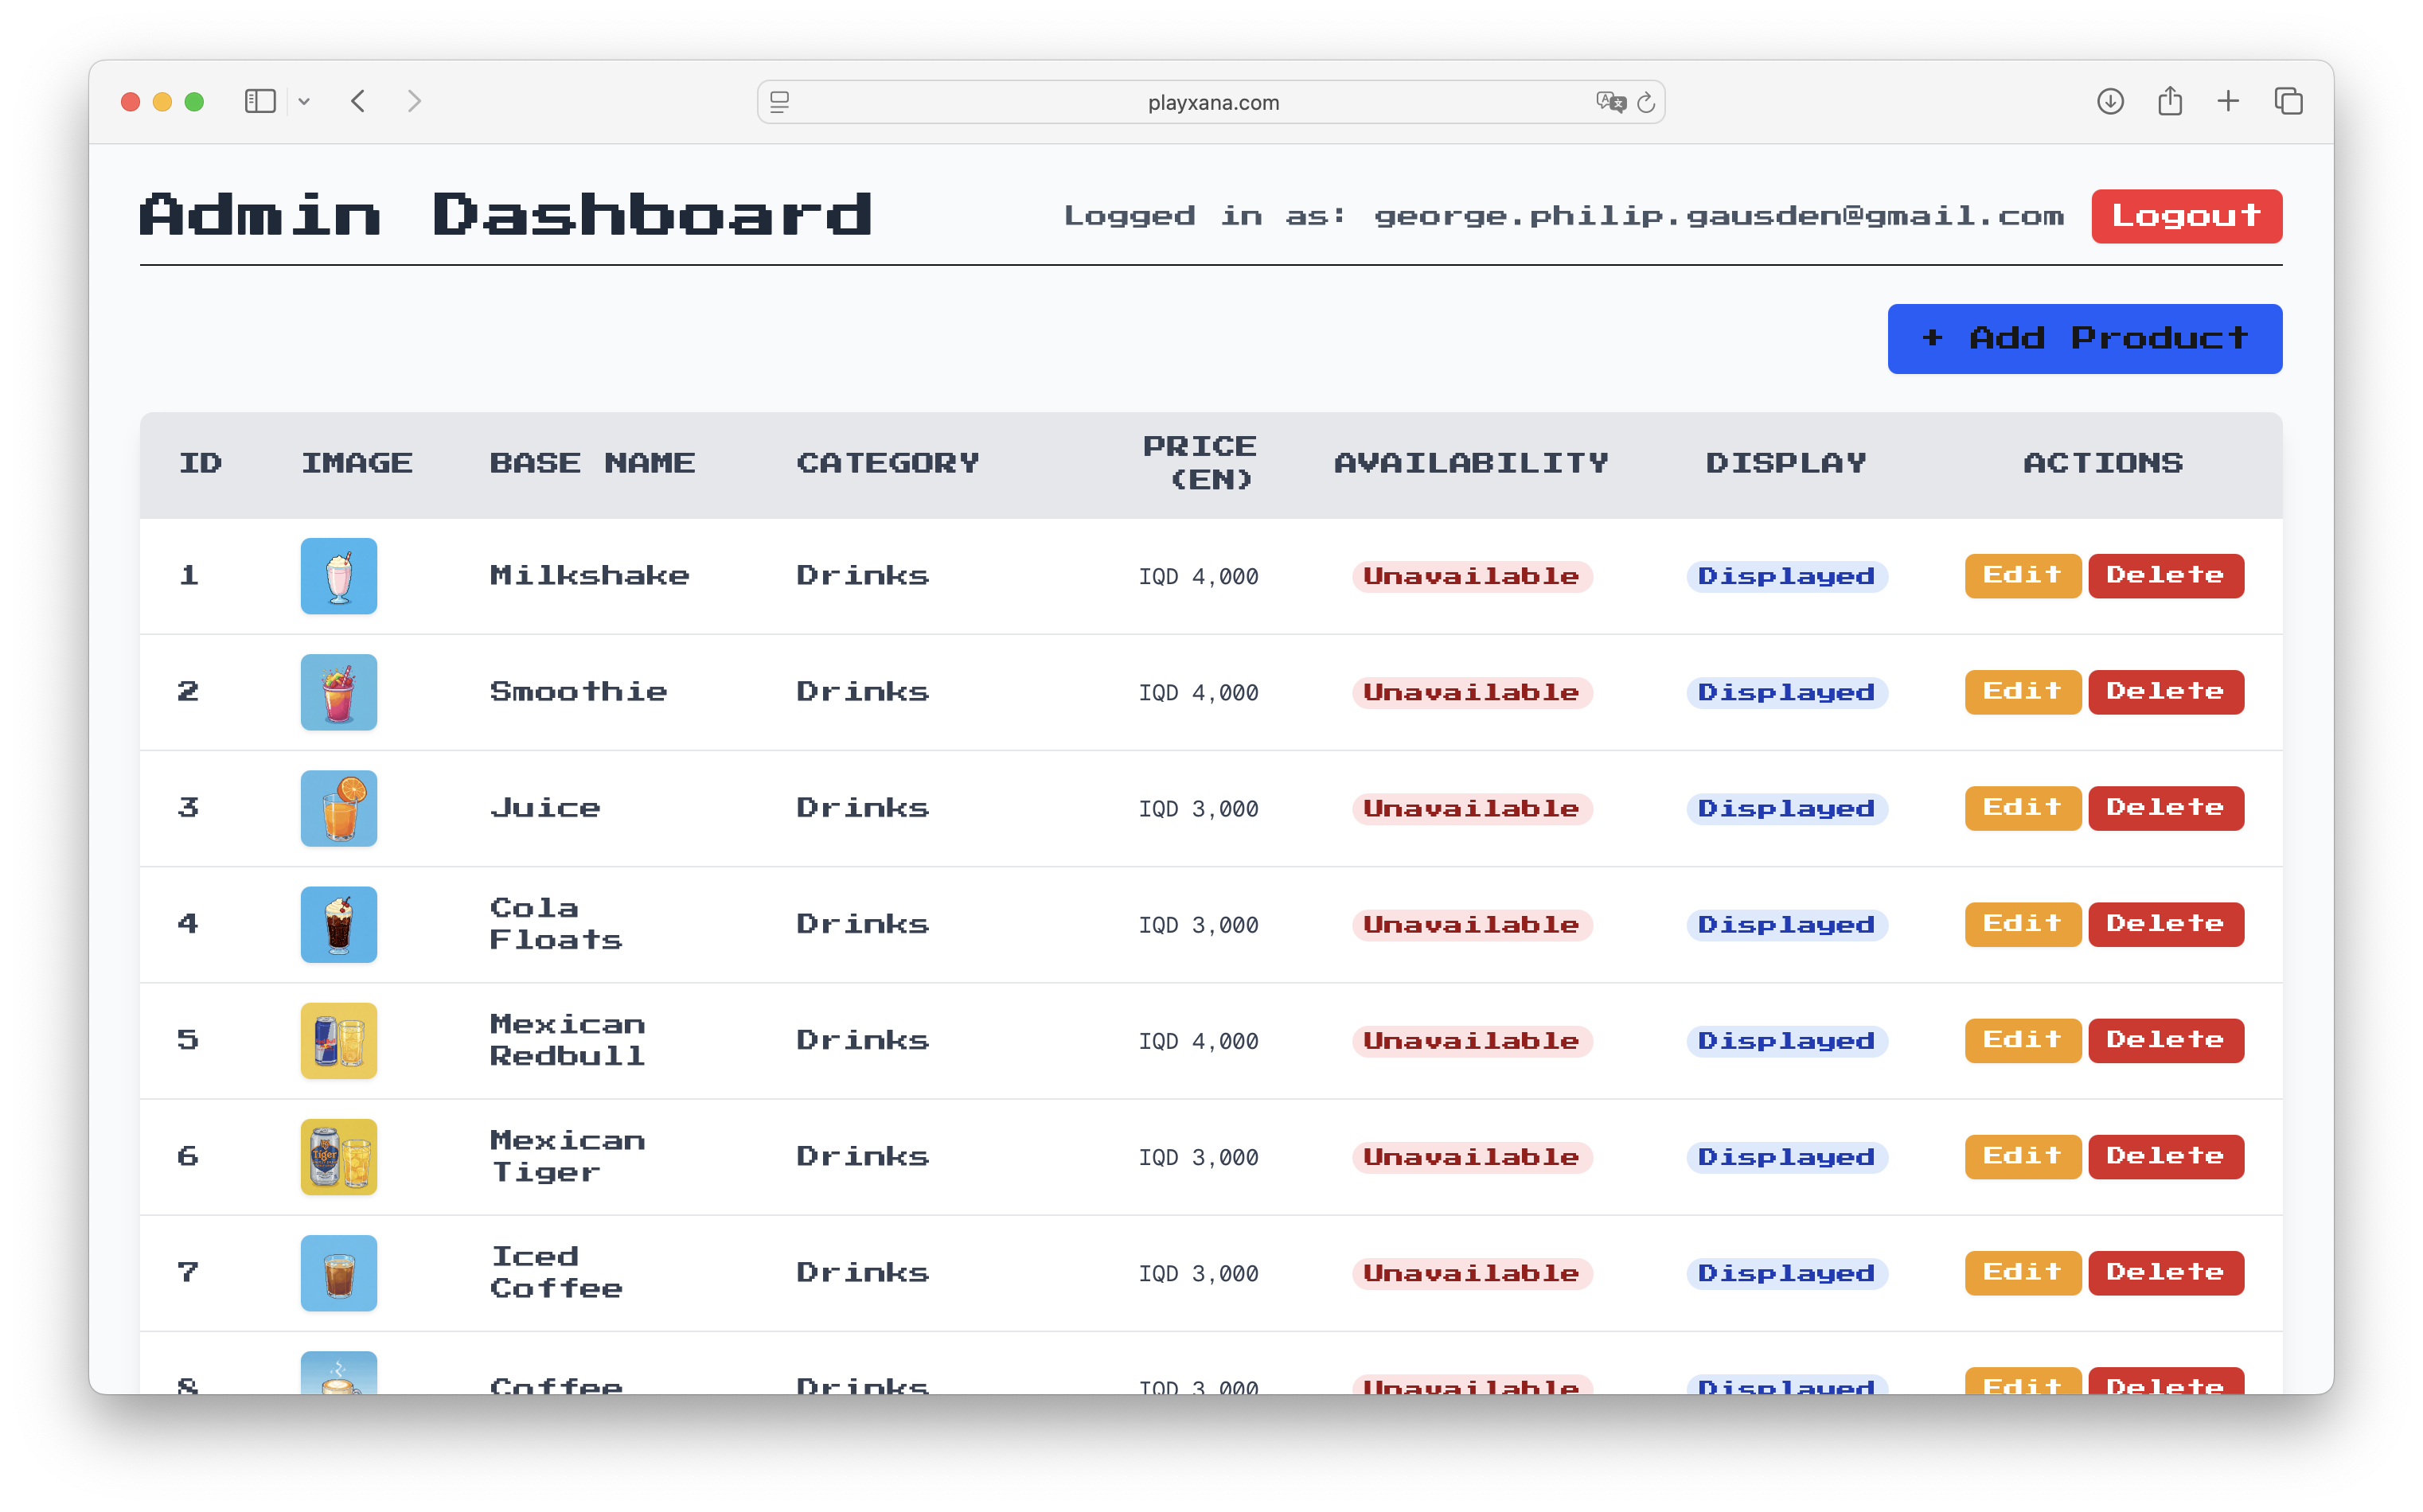 playxana.com
Admin Dashboard
Logged in as: george.philip.gausden@gmail.com
Logout
+ Add Product
ID IMAGE BASE NAME CATEGORY PRICE (EN) AVAILABILITY DISPLAY ACTIONS
1 Milkshake Drinks IQD 4,000 Unavailable Displayed Edit Delete
2 Smoothie Drinks IQD 4,000 Unavailable Displayed Edit Delete
3 Juice Drinks IQD 3,000 Unavailable Displayed Edit Delete
4 Cola Floats Drinks IQD 3,000 Unavailable Displayed Edit Delete
5 Mexican Redbull Drinks IQD 4,000 Unavailable Displayed Edit Delete
6 Tiger Mexican Tiger Drinks IQD 3,000 Unavailable Displayed Edit Delete
7 Iced Coffee Drinks IQD 3,000 Unavailable Displayed Edit Delete
8 Coffee Drinks IQD 3,000 Unavailable Displayed Edit Delete